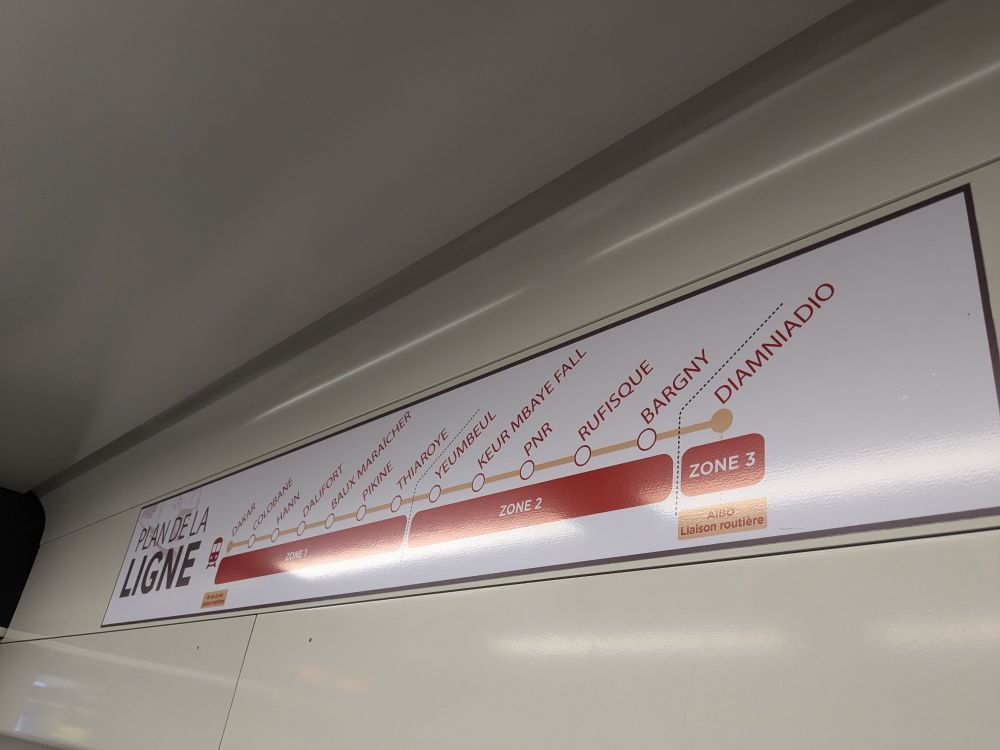 PLAN DE LA
LIGNE
DAKAR
COLOBANE
HANN
DALIFORT
BAUX MARAÎCHER
PIKINE
THIAROYE
YEUMBEUL
KEUR MBAYE FALL
PNR
RUFISQUE
BARGNY
DIAMNIADIO
ZONE 1
ZONE 2
ZONE 3
AIBD
Liaison routière